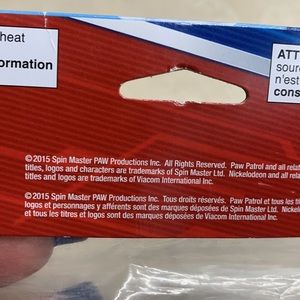 heat
ormation
ATT
sour
n'est
cons
©2015 Spin Master PAW Productions Inc. All Rights Reserved. Paw Patrol and all rela
titles, logos and characters are trademarks of Spin Master Ltd. Nickelodeon and all rel
titles and logos are trademarks of Viacom International Inc.
©2015 Spin Master PAW Productions Inc. Tous droits réservés. Paw Patrol et tous les tit
logos et personnages y afférents sont des marques déposées de Spin Master Ltd. N
et tous les titres et logos sont des marques déposées de Viacom International Inc.